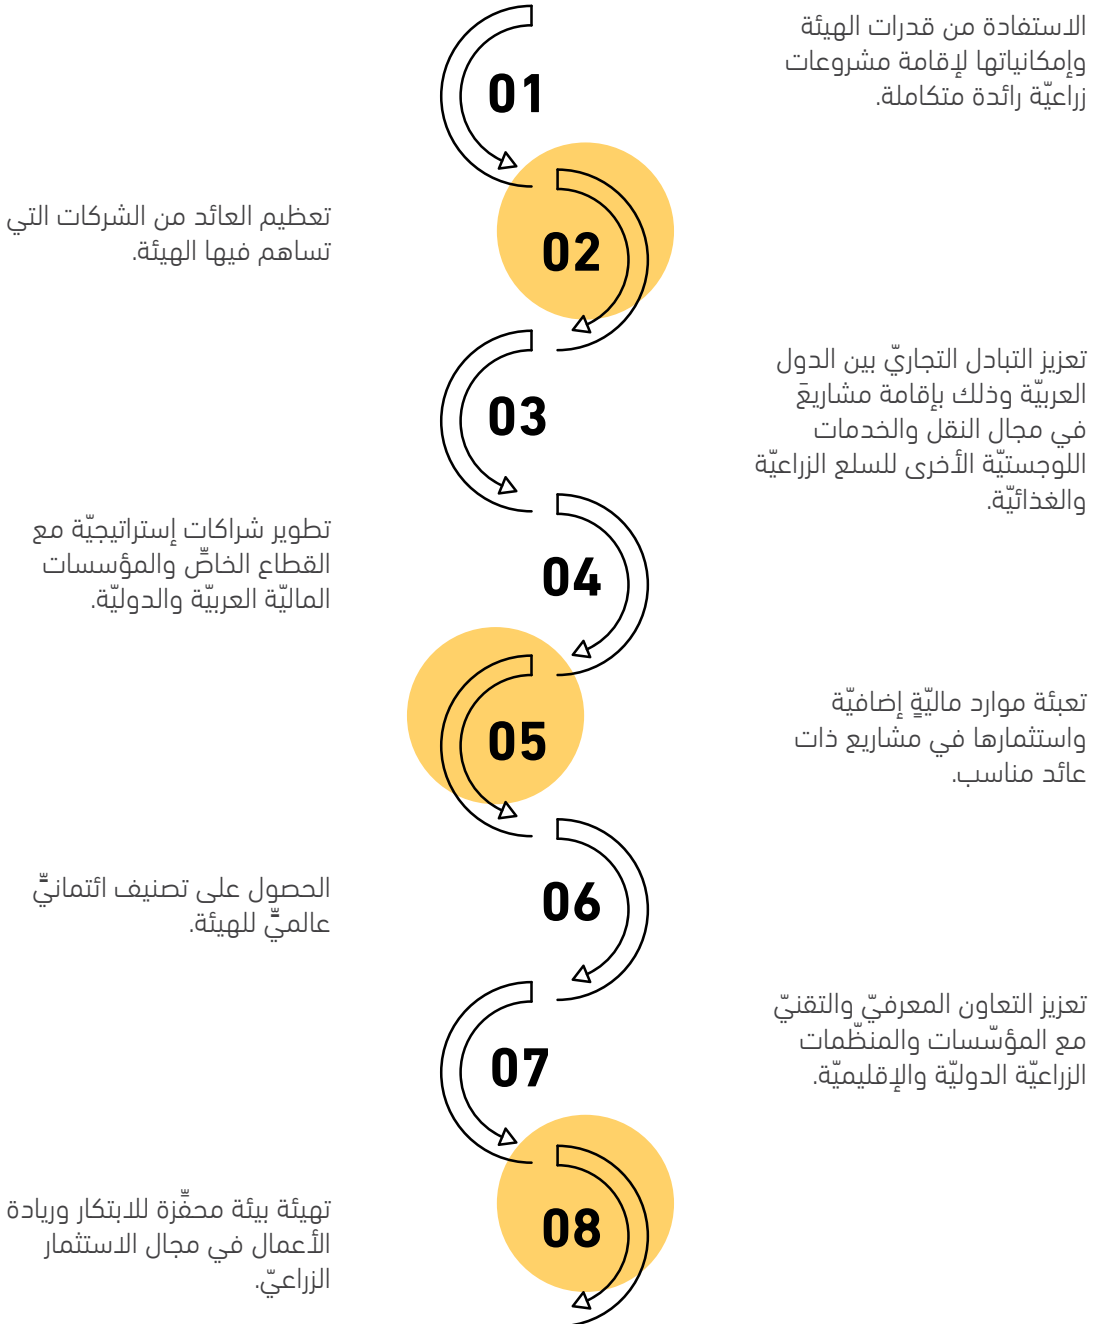 01
الاستفادة من قدرات الهيئة
وإمكانياتها لإقامة مشروعات
زراعيّة رائدة متكاملة.
02
تعظيم العائد من الشركات التي
تساهم فيها الهيئة.
03
تعزيز التبادل التجاريّ بين الدول
العربيّة وذلك بإقامة مشاريعَ
في مجال النقل والخدمات
اللوجستيّة الأخرى للسلع الزراعيّة
والغذائيّة.
04
تطوير شراكات إستراتيجيّة مع
القطاع الخاصِّ والمؤسسات
الماليّة العربيّة والدوليّة.
05
تعبئة موارد ماليّةٍ إضافيّة
واستثمارها في مشاريع ذات
عائد مناسب.
06
الحصول على تصنيف ائتمانيٍّ
عالميٍّ للهيئة.
07
تعزيز التعاون المعرفيّ والتقنيّ
مع المؤسّسات والمنظّمات
الزراعيّة الدوليّة والإقليميّة.
08
تهيئة بيئة محفِّزة للابتكار وريادة
الأعمال في مجال الاستثمار
الزراعيّ.